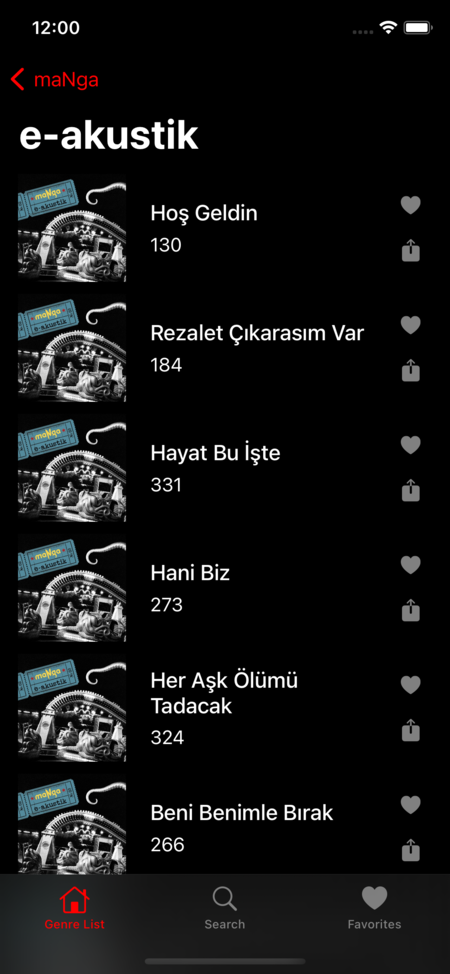 12:00
maNga
e-akustik
maNga
e-akustik
Hoş Geldin
130
maNga
e-akustik
Rezalet Çıkarasım Var
184
maNga
e-akustik
Hayat Bu İşte
331
maNga
e-akustik
Hani Biz
273
maNga
e-akustik
Her Aşk Ölümü
Tadacak
324
maNga
e-akustik
Beni Benimle Bırak
266
Genre List
Search
Favorites